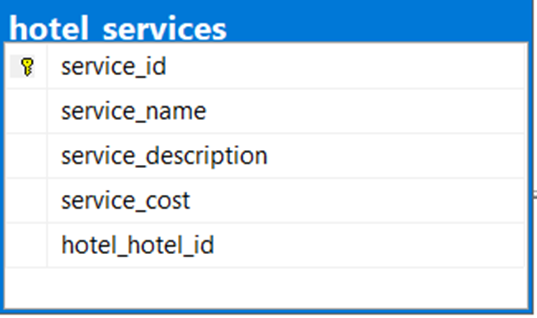 hotel_services
service_id
service_name
service_description
service_cost
hotel_hotel_id